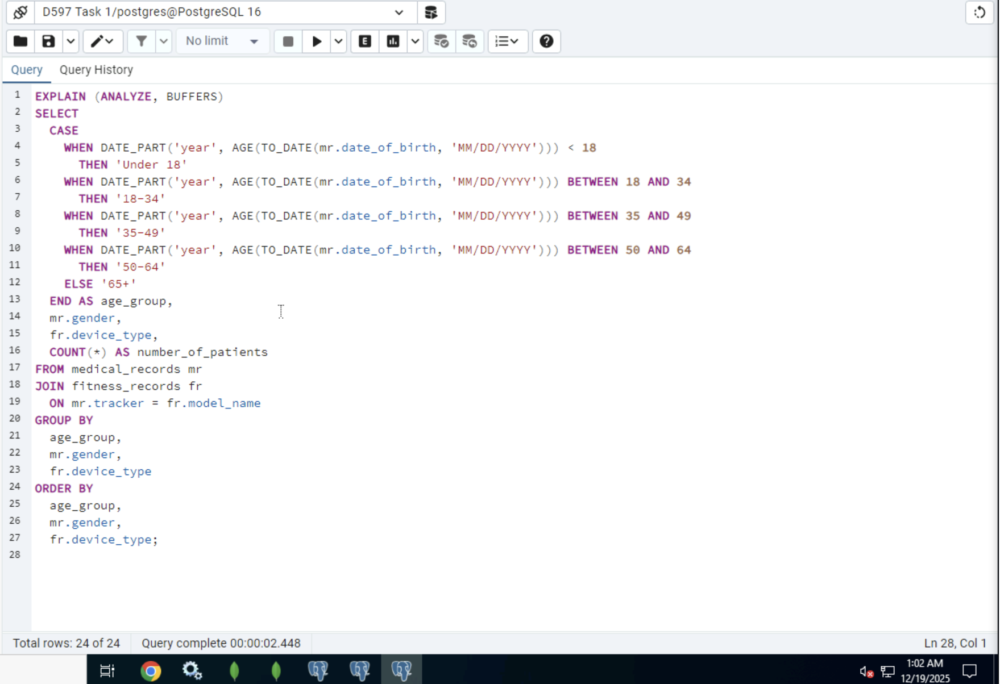 D597 Task 1/postgres@PostgreSQL 16
No limit
E
?
Query Query History
1 EXPLAIN (ANALYZE, BUFFERS)
2 SELECT
3 CASE
4 WHEN DATE_PART('year', AGE(TO_DATE(mr.date_of_birth, 'MM/DD/YYYY'))) < 18
5 THEN 'Under 18'
6 WHEN DATE_PART('year', AGE(TO_DATE(mr.date_of_birth, 'MM/DD/YYYY'))) BETWEEN 18 AND 34
7 THEN '18-34'
8 WHEN DATE_PART('year', AGE(TO_DATE(mr.date_of_birth, 'MM/DD/YYYY'))) BETWEEN 35 AND 49
9 THEN '35-49'
10 WHEN DATE_PART('year', AGE(TO_DATE(mr.date_of_birth, 'MM/DD/YYYY'))) BETWEEN 50 AND 64
11 THEN '50-64'
12 ELSE '65+'
13 END AS age_group,
14 mr.gender,
15 fr.device_type,
16 COUNT(*) AS number_of_patients
17 FROM medical_records mr
18 JOIN fitness_records fr
19 ON mr.tracker = fr.model_name
20 GROUP BY
21 age_group,
22 mr.gender,
23 fr.device_type
24 ORDER BY
25 age_group,
26 mr.gender,
27 fr.device_type;
28
Total rows: 24 of 24 Query complete 00:00:02.448 Ln 28, Col 1
1:02 AM
12/19/2025